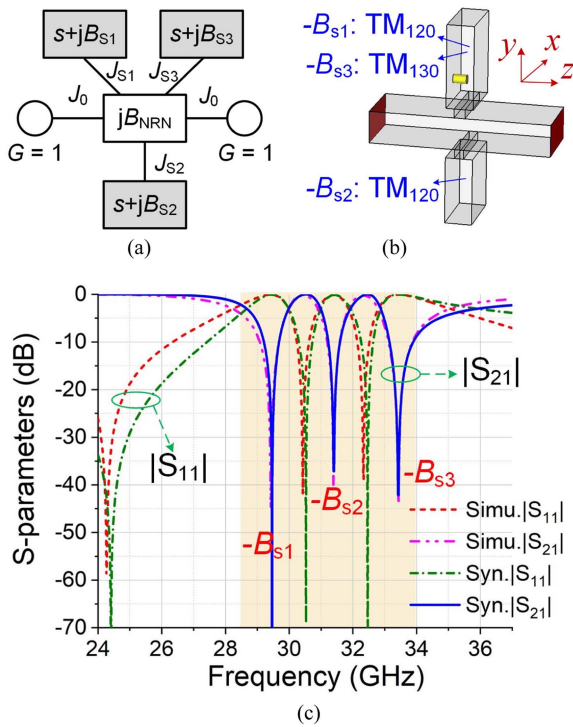 s+jBS1
s+jBS3
JS1
JS3
J0
jBNRN
J0
G = 1
G = 1
JS2
s+jBS2
(a)
-Bs1: TM120
-Bs3: TM130
-Bs2: TM120
y
x
z
(b)
S-parameters (dB)
0
-10
-20
-30
-40
-50
-60
-70
|S11|
|S21|
-Bs1
-Bs2
-Bs3
Simu.|S11|
Simu.|S21|
Syn.|S11|
Syn.|S21|
24 26 28 30 32 34 36
Frequency (GHz)
(c)